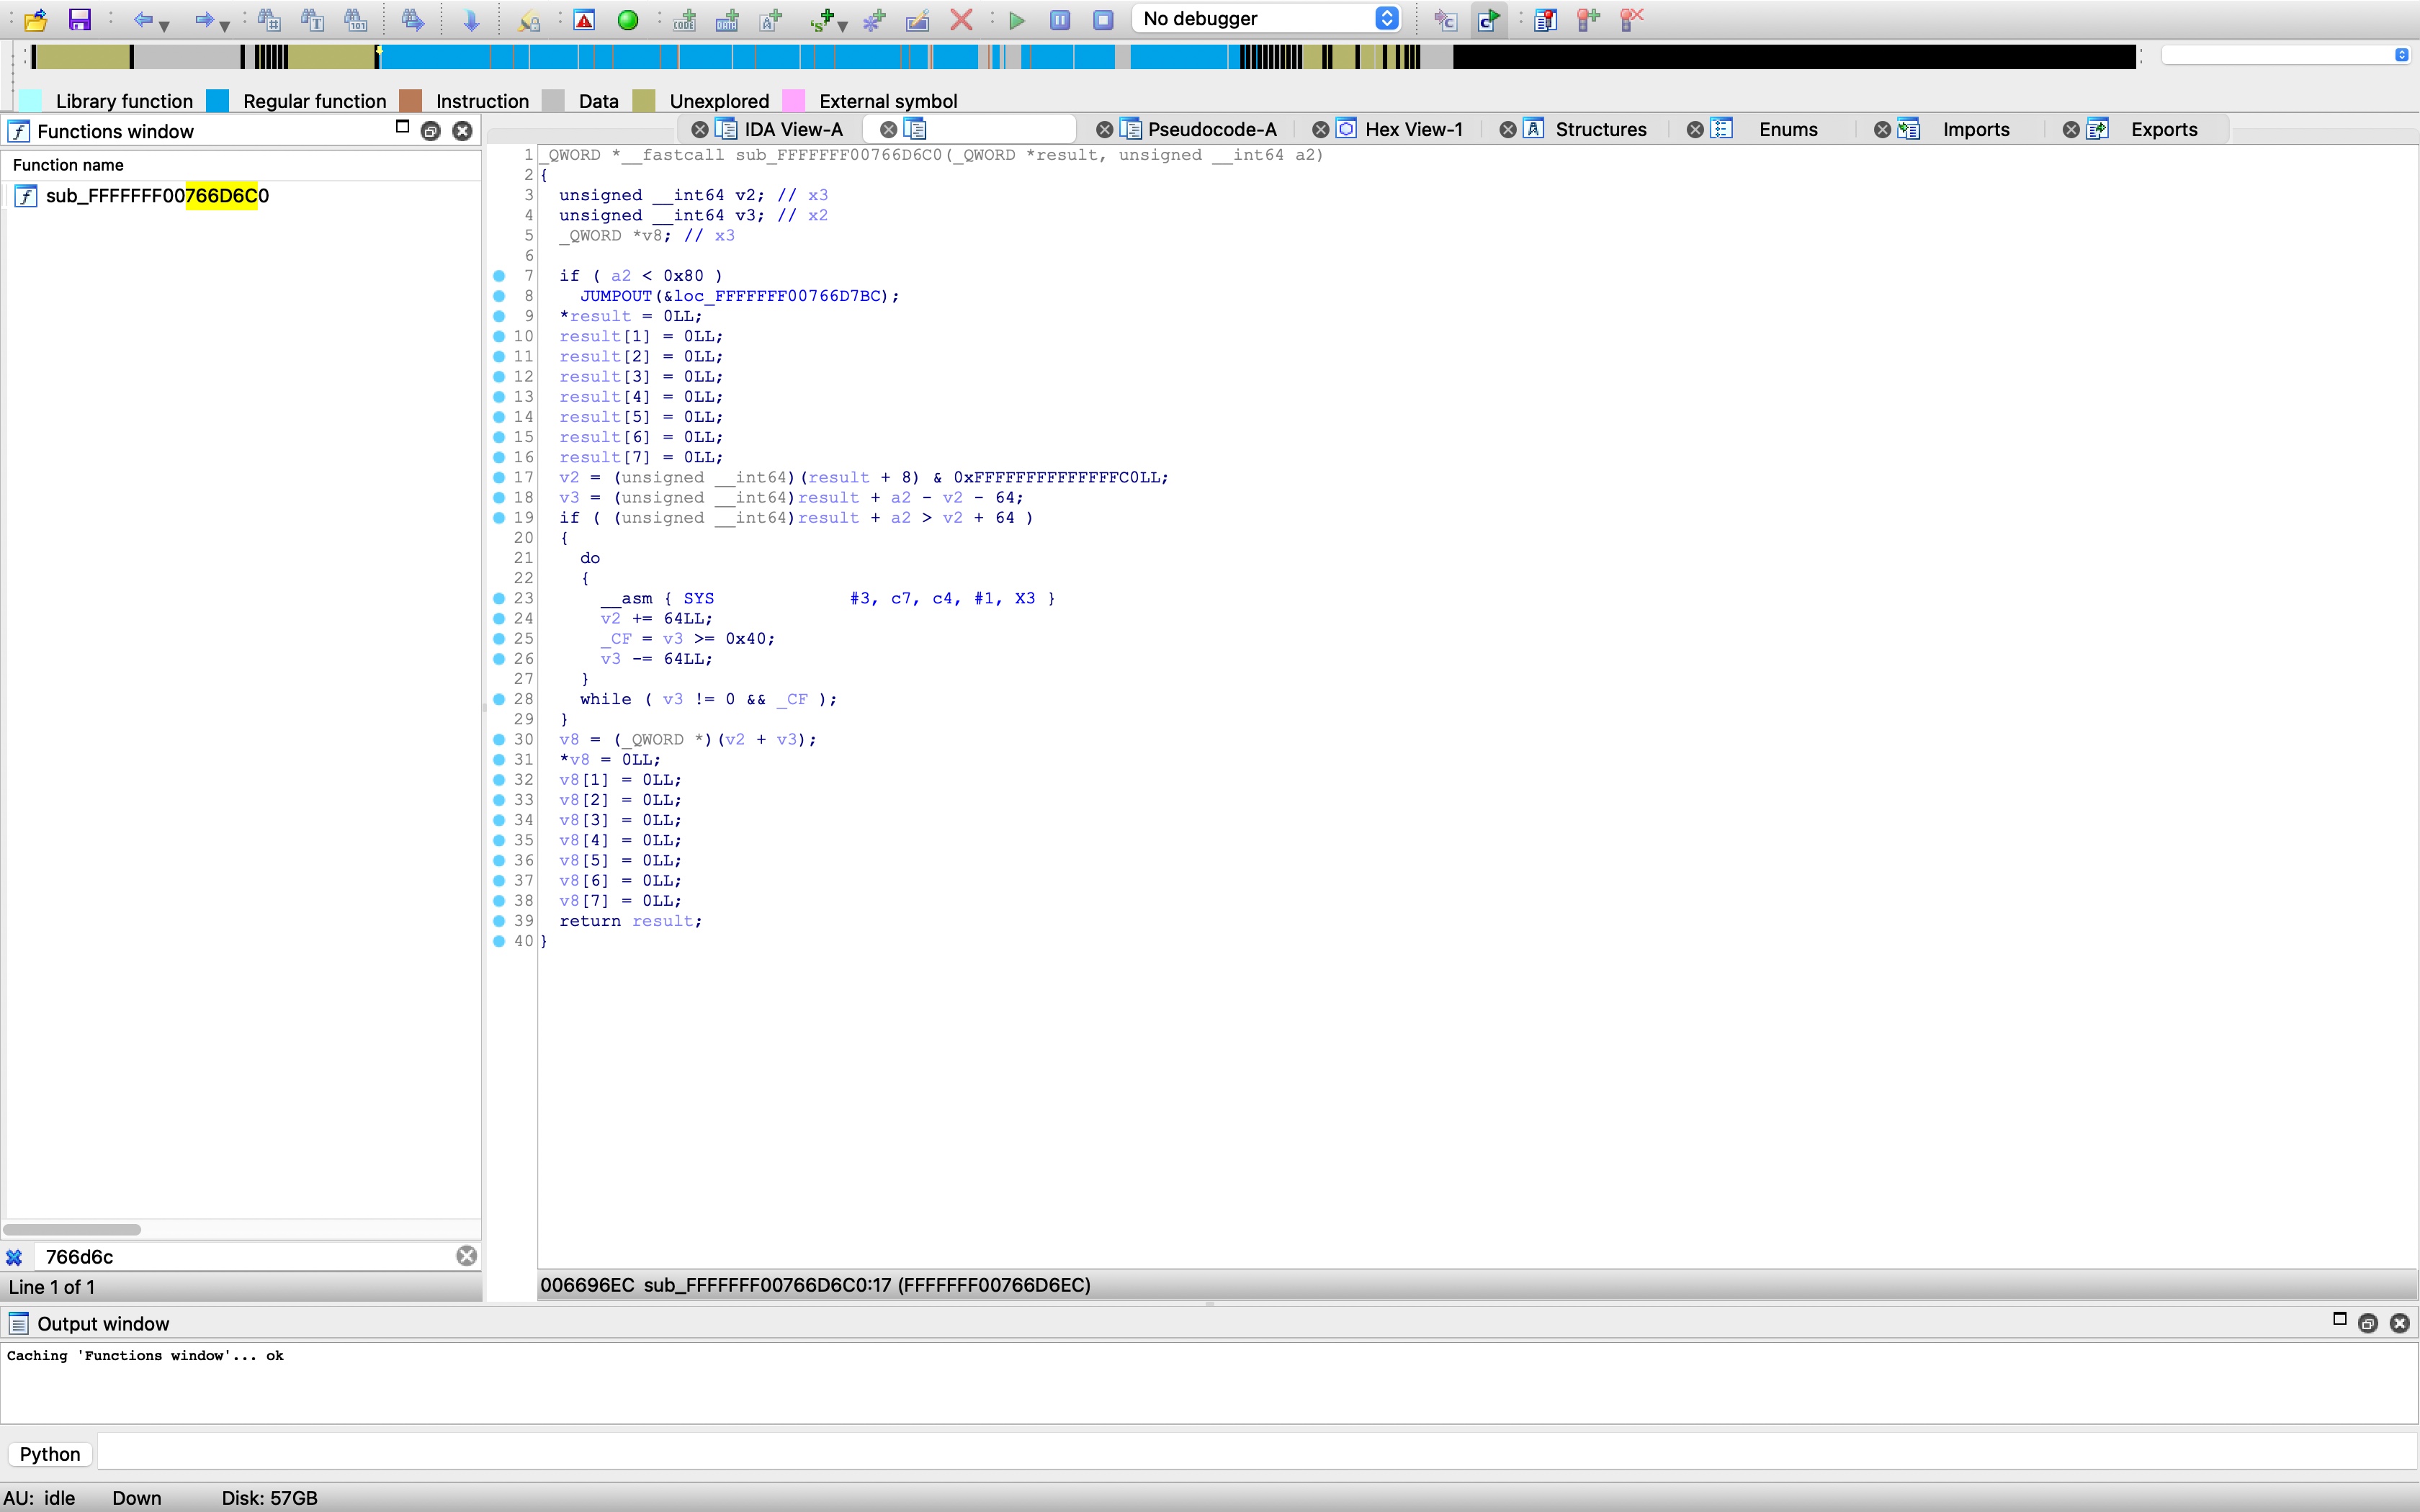 No debugger
Library function Regular function Instruction Data Unexplored External symbol
Functions window
IDA View-A Pseudocode-A Hex View-1 Structures Enums Imports Exports
Function name
sub_FFFFFFF00766D6C0
1 _QWORD *__fastcall sub_FFFFFFF00766D6C0(_QWORD *result, unsigned __int64 a2)
2 {
3 unsigned __int64 v2; // x3
4 unsigned __int64 v3; // x2
5 _QWORD *v8; // x3
6
7 if ( a2 < 0x80 )
8 JUMPOUT(&loc_FFFFFFF00766D7BC);
9 *result = 0LL;
10 result[1] = 0LL;
11 result[2] = 0LL;
12 result[3] = 0LL;
13 result[4] = 0LL;
14 result[5] = 0LL;
15 result[6] = 0LL;
16 result[7] = 0LL;
17 v2 = (unsigned __int64)(result + 8) & 0xFFFFFFFFFFFFFFC0LL;
18 v3 = (unsigned __int64)result + a2 - v2 - 64;
19 if ( (unsigned __int64)result + a2 > v2 + 64 )
20 {
21 do
22 {
23 __asm { SYS #3, c7, c4, #1, X3 }
24 v2 += 64LL;
25 _CF = v3 >= 0x40;
26 v3 -= 64LL;
27 }
28 while ( v3 != 0 && _CF );
29 }
30 v8 = (_QWORD *)(v2 + v3);
31 *v8 = 0LL;
32 v8[1] = 0LL;
33 v8[2] = 0LL;
34 v8[3] = 0LL;
35 v8[4] = 0LL;
36 v8[5] = 0LL;
37 v8[6] = 0LL;
38 v8[7] = 0LL;
39 return result;
40 }
766d6c
Line 1 of 1
006696EC sub_FFFFFFF00766D6C0:17 (FFFFFFF00766D6EC)
Output window
Caching 'Functions window'... ok
Python
AU: idle Down Disk: 57GB